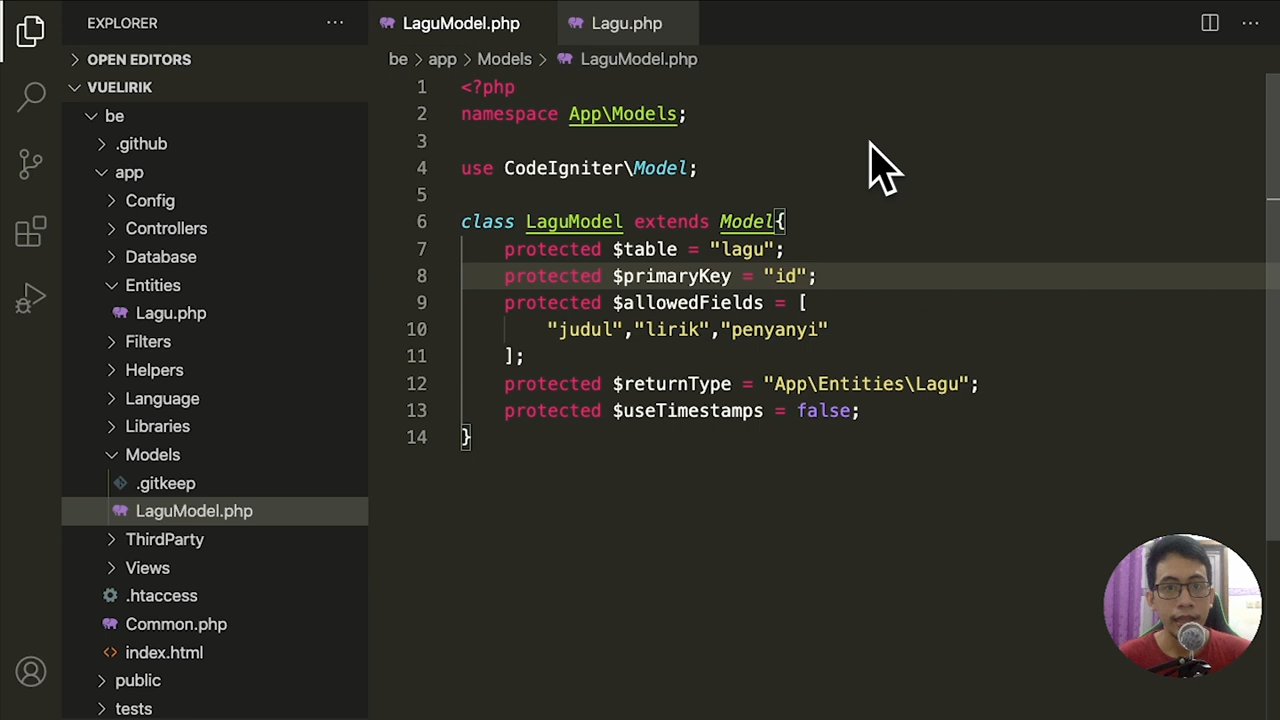 EXPLORER
OPEN EDITORS
VUELIRIK
be
.github
app
Config
Controllers
Database
Entities
Lagu.php
Filters
Helpers
Language
Libraries
Models
.gitkeep
LaguModel.php
ThirdParty
Views
.htaccess
Common.php
index.html
public
tests
LaguModel.php
Lagu.php
be > app > Models > LaguModel.php
1 <?php
2 namespace App\Models;
3
4 use CodeIgniter\Model;
5
6 class LaguModel extends Model{
7 protected $table = "lagu";
8 protected $primaryKey = "id";
9 protected $allowedFields = [
10 "judul","lirik","penyanyi"
11 ];
12 protected $returnType = "App\Entities\Lagu";
13 protected $useTimestamps = false;
14 }